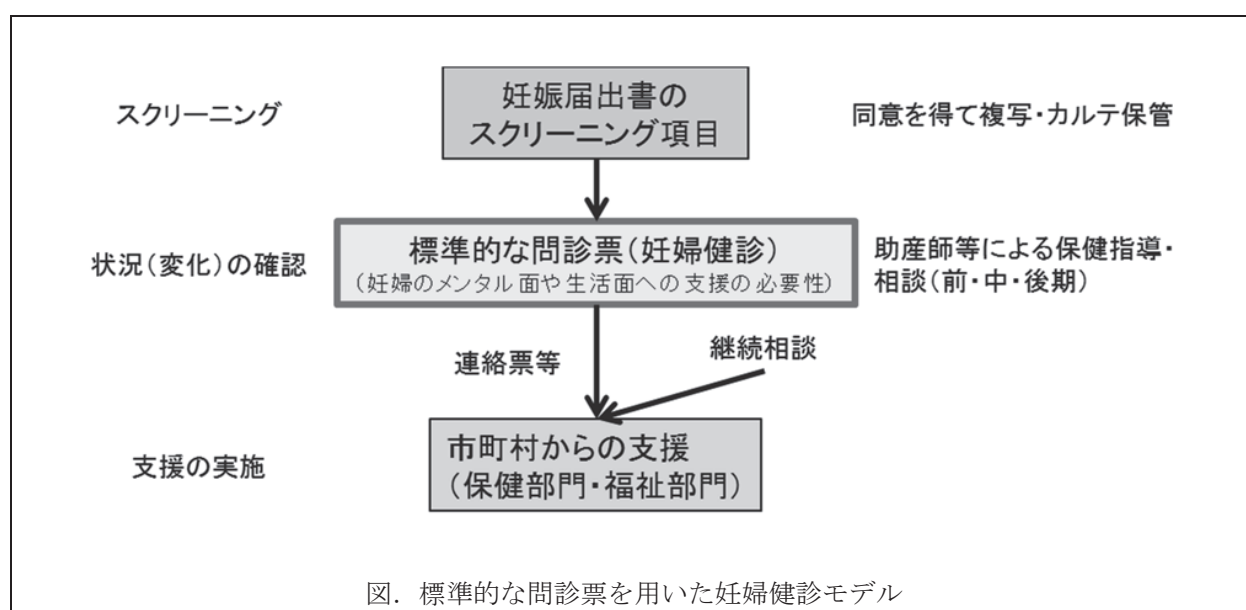 スクリーニング
妊娠届出書の
スクリーニング項目
同意を得て複写・カルテ保管
状況(変化)の確認
標準的な問診票(妊婦健診)
(妊婦のメンタル面や生活面への支援の必要性)
助産師等による保健指導・
相談(前・中・後期)
連絡票等
継続相談
支援の実施
市町村からの支援
(保健部門・福祉部門)
図．標準的な問診票を用いた妊婦健診モデル